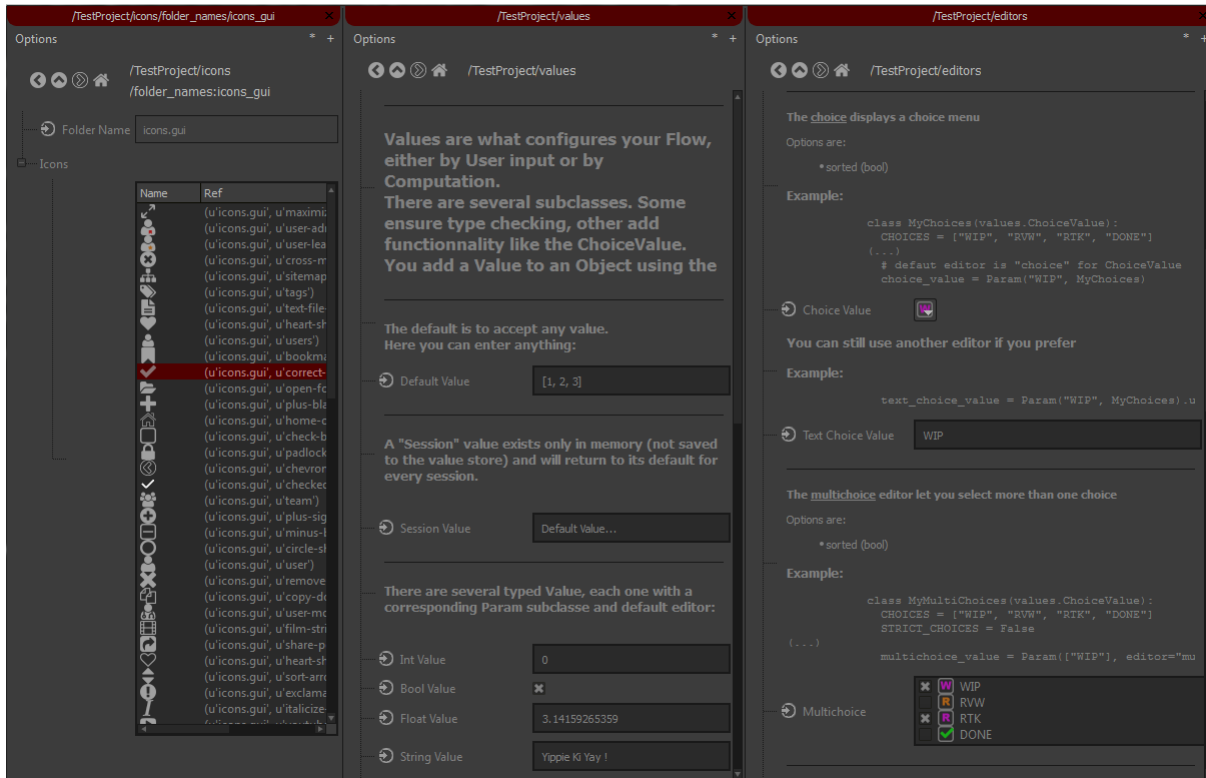 /TestProject/icons/folder_names/icons_gui
Options
* +
/TestProject/icons
/folder_names:icons_gui
Folder Name
icons.gui
Icons
Name Ref
(u'icons.gui', u'maximiz
(u'icons.gui', u'user-adm
(u'icons.gui', u'user-lea
(u'icons.gui', u'cross-m
(u'icons.gui', u'sitemap
(u'icons.gui', u'tags')
(u'icons.gui', u'text-file-
(u'icons.gui', u'heart-sh
(u'icons.gui', u'users')
(u'icons.gui', u'bookma
(u'icons.gui', u'correct-
(u'icons.gui', u'open-fo
(u'icons.gui', u'plus-bla
(u'icons.gui', u'home-o
(u'icons.gui', u'check-b
(u'icons.gui', u'padlock
(u'icons.gui', u'chevron
(u'icons.gui', u'checked
(u'icons.gui', u'team')
(u'icons.gui', u'plus-sig
(u'icons.gui', u'minus-b
(u'icons.gui', u'circle-sh
(u'icons.gui', u'user')
(u'icons.gui', u'remove
(u'icons.gui', u'copy-do
(u'icons.gui', u'user-mo
(u'icons.gui', u'film-stri
(u'icons.gui', u'share-p
(u'icons.gui', u'heart-sh
(u'icons.gui', u'sort-arro
(u'icons.gui', u'exclama
(u'icons.gui', u'italicize-
/TestProject/values
Options
* +
/TestProject/values
Values are what configures your Flow,
either by User input or by
Computation.
There are several subclasses. Some
ensure type checking, other add
functionnality like the ChoiceValue.
You add a Value to an Object using the
The default is to accept any value.
Here you can enter anything:
Default Value
[1, 2, 3]
A "Session" value exists only in memory (not saved
to the value store) and will return to its default for
every session.
Session Value
Default Value...
There are several typed Value, each one with a
corresponding Param subclasse and default editor:
Int Value
0
Bool Value
Float Value
3.14159265359
String Value
Yippie Ki Yay !
/TestProject/editors
Options
* +
/TestProject/editors
The choice displays a choice menu
Options are:
• sorted (bool)
Example:
class MyChoices(values.ChoiceValue):
CHOICES = ["WIP", "RVW", "RTK", "DONE"]
(...)
# defaut editor is "choice" for ChoiceValue
choice_value = Param("WIP", MyChoices)
Choice Value
W
You can still use another editor if you prefer
Example:
text_choice_value = Param("WIP", MyChoices).u
Text Choice Value
WIP
The multichoice editor let you select more than one choice
Options are:
• sorted (bool)
Example:
class MyMultiChoices(values.ChoiceValue):
CHOICES = ["WIP", "RVW", "RTK", "DONE"]
STRICT_CHOICES = False
(...)
multichoice_value = Param(["WIP"], editor="mu
Multichoice
W WIP
R RVW
R RTK
DONE